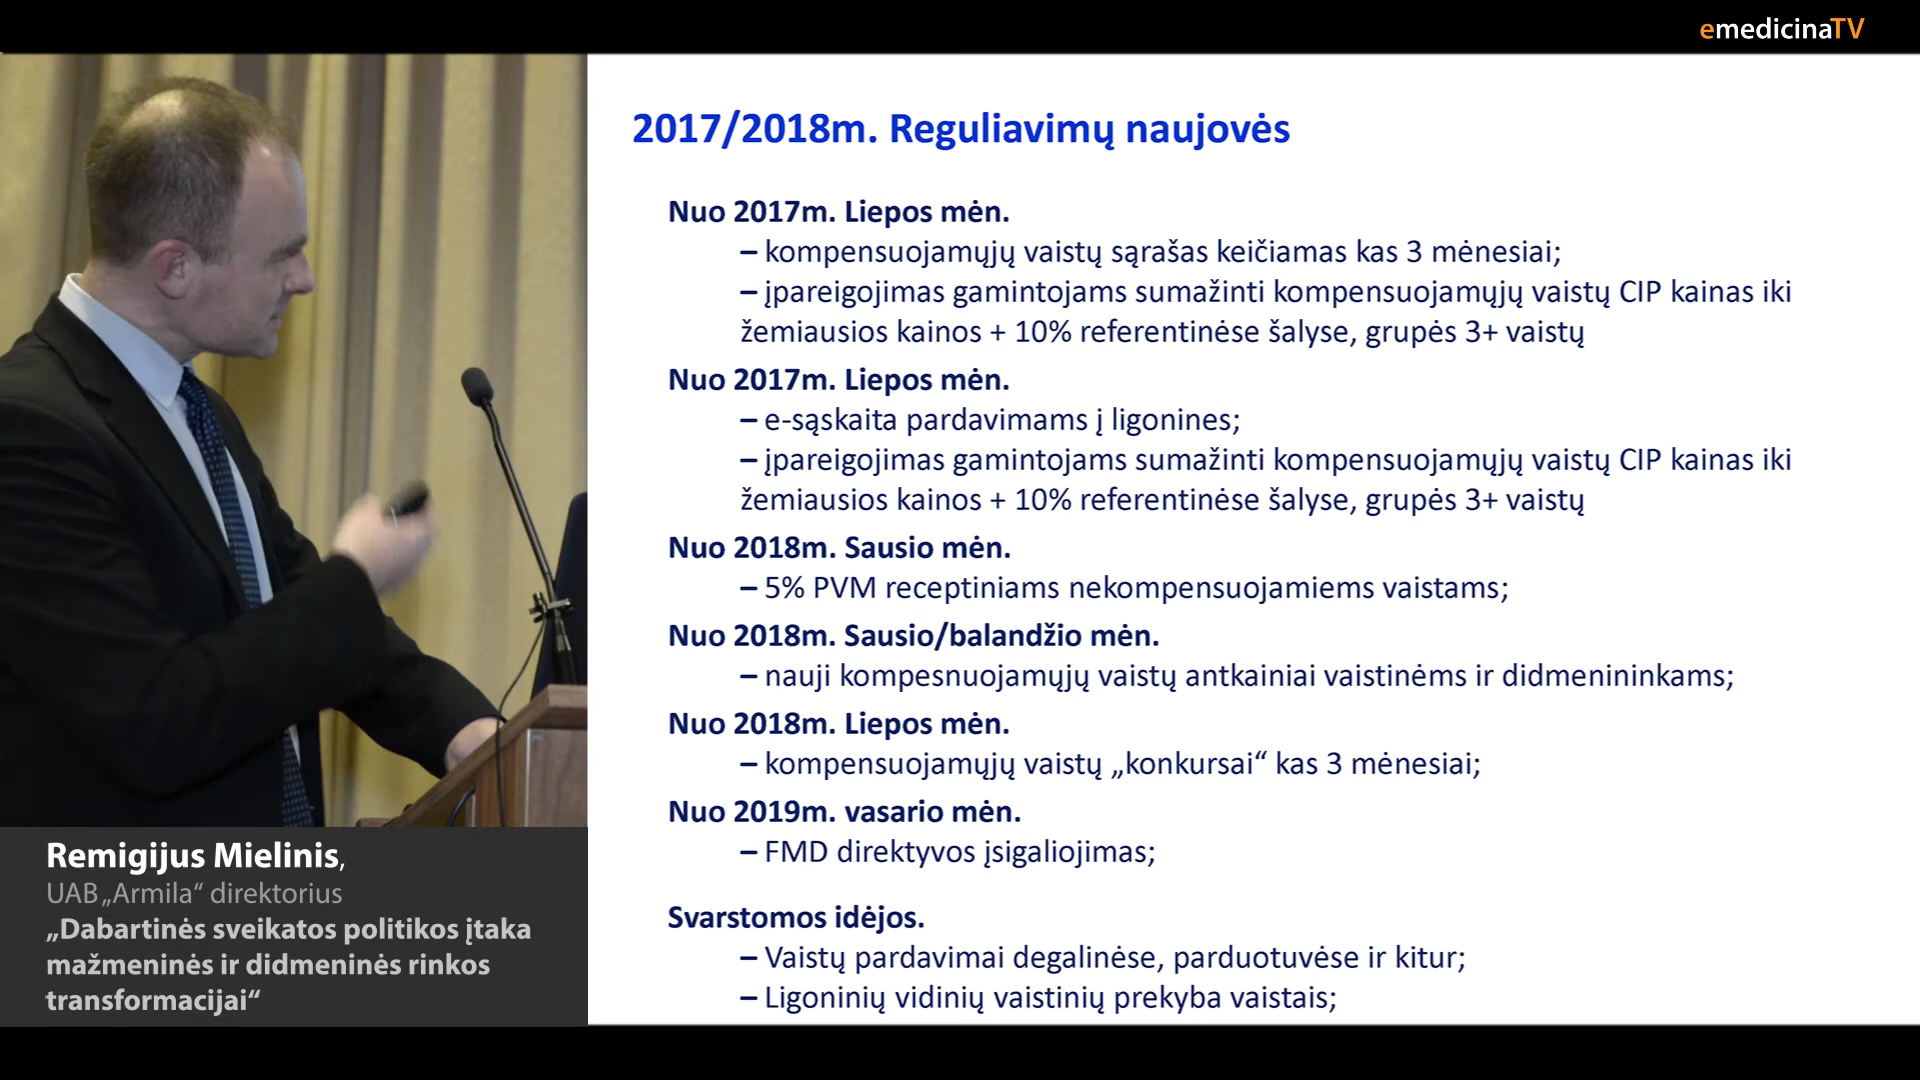 emedicinaTV
2017/2018m. Reguliavimų naujovės
Nuo 2017m. Liepos mėn.
– kompensuojamųjų vaistų sąrašas keičiamas kas 3 mėnesiai;
– įpareigojimas gamintojams sumažinti kompensuojamųjų vaistų CIP kainas iki
žemiausios kainos + 10% referentinėse šalyse, grupės 3+ vaistų
Nuo 2017m. Liepos mėn.
– e-sąskaita pardavimams į ligonines;
– įpareigojimas gamintojams sumažinti kompensuojamųjų vaistų CIP kainas iki
žemiausios kainos + 10% referentinėse šalyse, grupės 3+ vaistų
Nuo 2018m. Sausio mėn.
– 5% PVM receptiniams nekompensuojamiems vaistams;
Nuo 2018m. Sausio/balandžio mėn.
– nauji kompesnuojamųjų vaistų antkainiai vaistinėms ir didmenininkams;
Nuo 2018m. Liepos mėn.
– kompensuojamųjų vaistų „konkursai“ kas 3 mėnesiai;
Nuo 2019m. vasario mėn.
– FMD direktyvos įsigaliojimas;
Svarstomos idėjos.
– Vaistų pardavimai degalinėse, parduotuvėse ir kitur;
– Ligoninių vidinių vaistinių prekyba vaistais;
Remigijus Mielinis,
UAB „Armila“ direktorius
„Dabartinės sveikatos politikos įtaka
mažmeninės ir didmeninės rinkos
transformacijai“